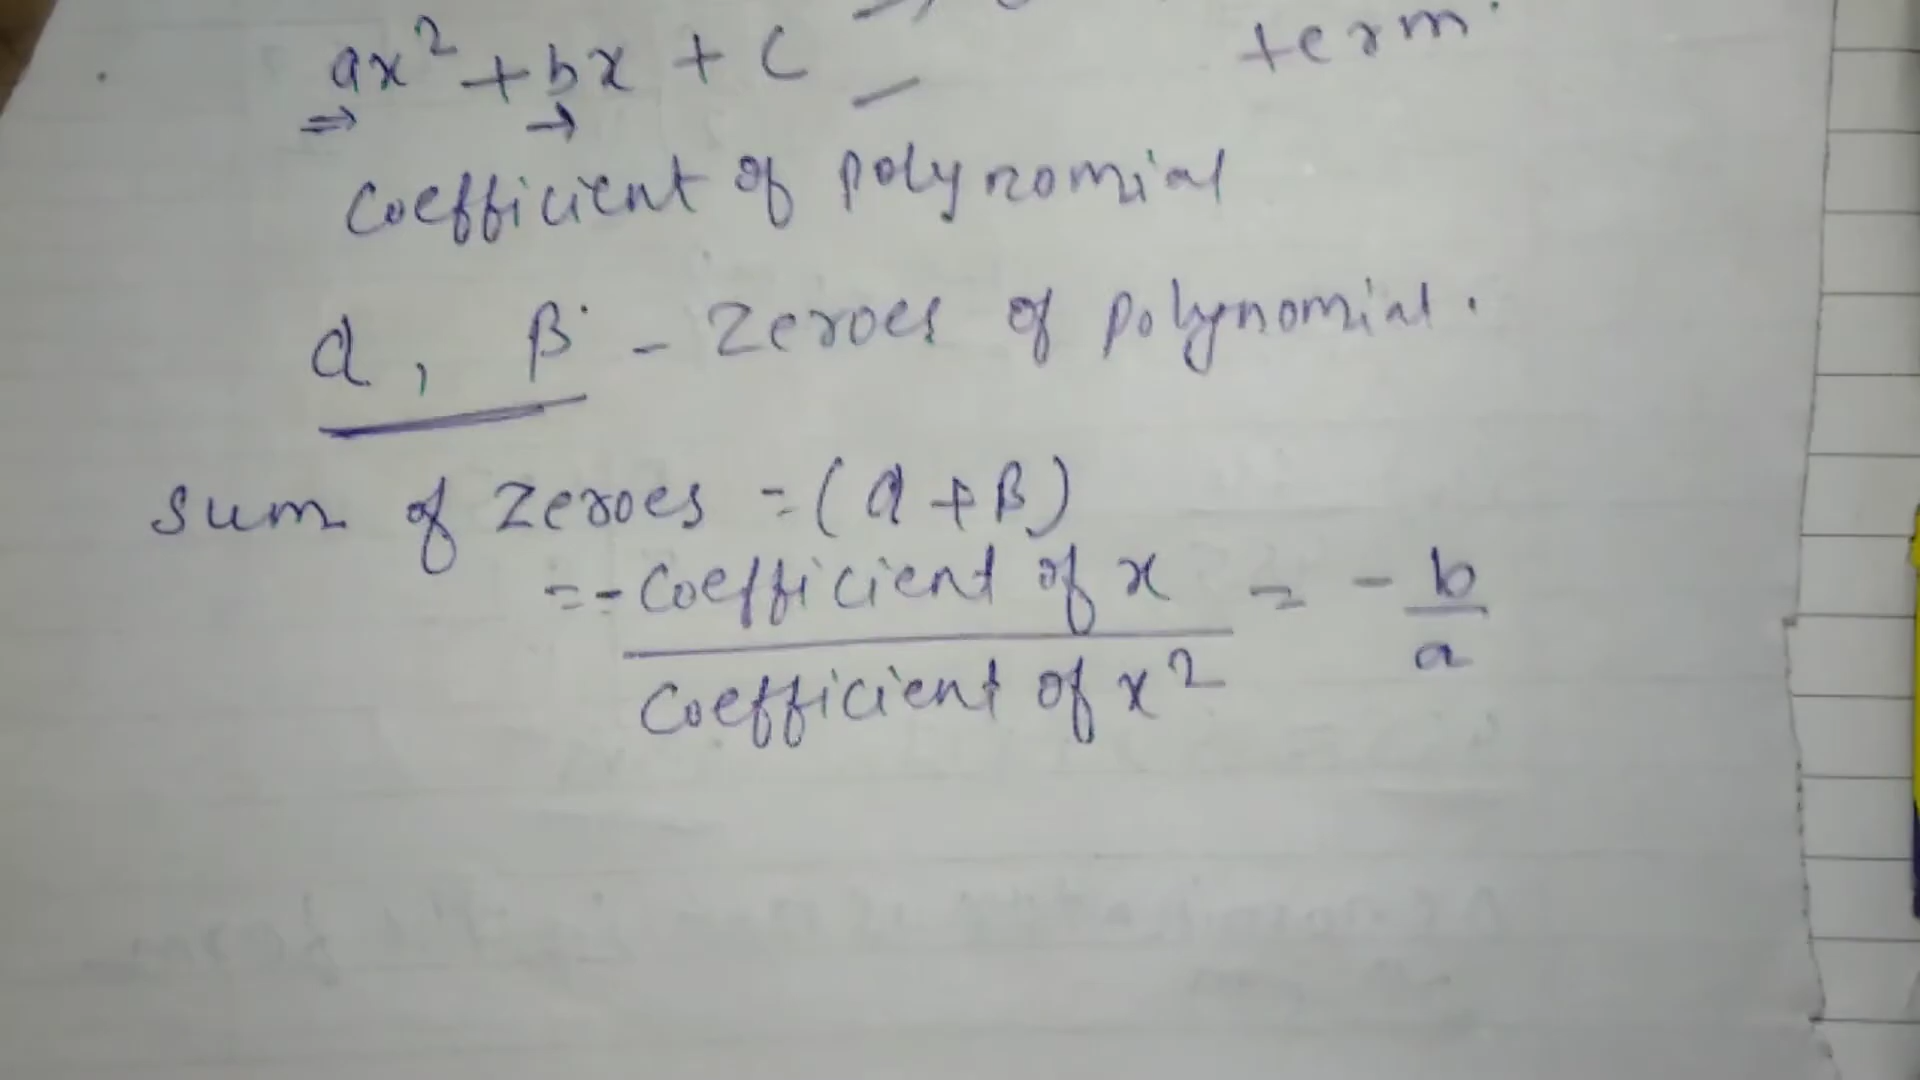 ax² + bx + c
term.
Coefficient of polynomial
α, β - Zeroes of polynomial.
Sum of Zeroes = (α + β)
= - Coefficient of x / Coefficient of x² = - b/a